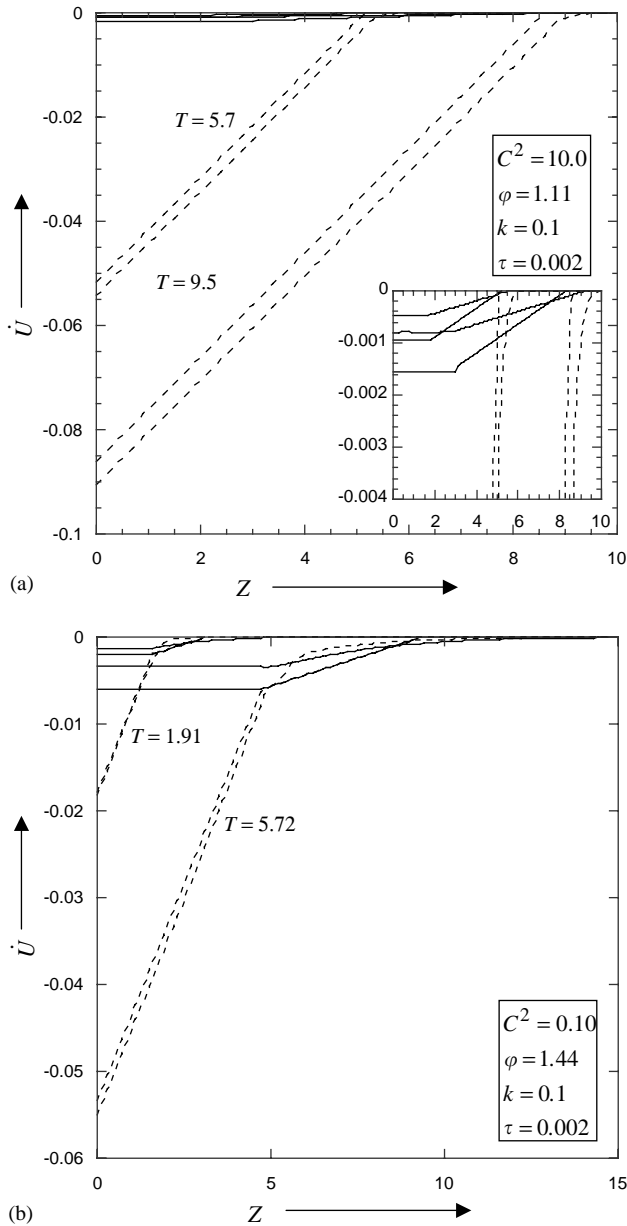 0
-0.02
-0.04
-0.06
-0.08
-0.1
U̇
T = 5.7
T = 9.5
C² = 10.0
φ = 1.11
k = 0.1
τ = 0.002
0
-0.001
-0.002
-0.003
-0.004
0 2 4 6 8 10
0 2 4 6 8 10
(a)
Z
0
-0.01
-0.02
-0.03
-0.04
-0.05
-0.06
U̇
T = 1.91
T = 5.72
C² = 0.10
φ = 1.44
k = 0.1
τ = 0.002
0 5 10 15
(b)
Z